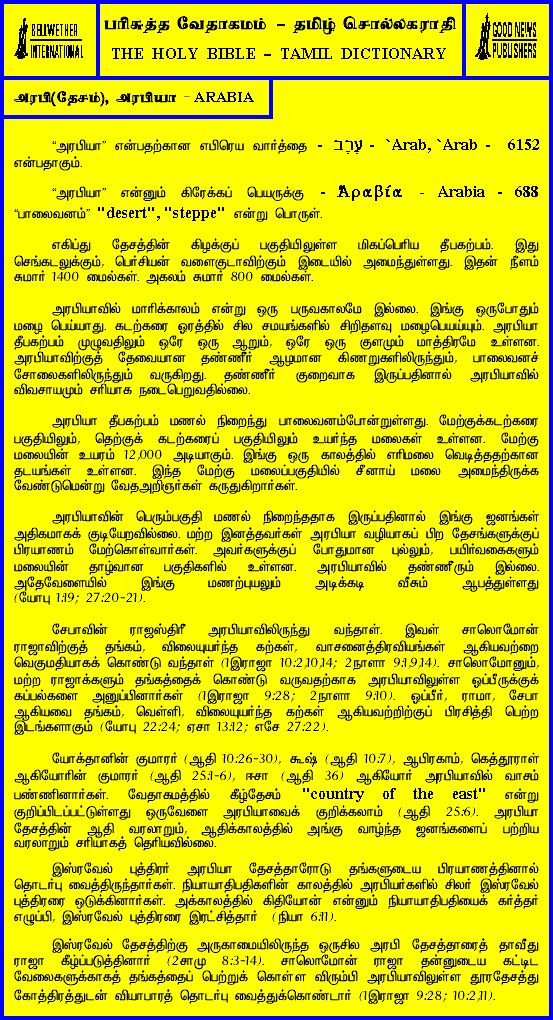 BELLWETHER
INTERNATIONAL
பரிசுத்த வேதாகமம் - தமிழ் சொல்லகராதி
THE HOLY BIBLE - TAMIL DICTIONARY
GOOD NEWS
PUBLISHERS
அரபி(தேசம்), அரபியா - ARABIA
“அரபியா” என்பதற்கான எபிரெய வார்த்தை - עֲרָב - `Arab, `Arab - 6152
என்பதாகும்.
“அரபியா” என்னும் கிரேக்கப் பெயருக்கு - Ἀραβία - Arabia - 688
“பாலைவனம்” "desert", "steppe" என்று பொருள்.
எகிப்து தேசத்தின் கிழக்குப் பகுதியிலுள்ள மிகப்பெரிய தீபகற்பம். இது
செங்கடலுக்கும், பெர்சியன் வளைகுடாவிற்கும் இடையில் அமைந்துள்ளது. இதன் நீளம்
சுமார் 1400 மைல்கள். அகலம் சுமார் 800 மைல்கள்.
அரபியாவில் மாரிக்காலம் என்று ஒரு பருவகாலமே இல்லை. இங்கு ஒருபோதும்
மழை பெய்யாது. கடற்கரை ஓரத்தில் சில சமயங்களில் சிறிதளவு மழைபெய்யும். அரபியா
தீபகற்பம் முழுவதிலும் ஒரே ஒரு ஆறும், ஒரே ஒரு குளமும் மாத்திரமே உள்ளன.
அரபியாவிற்குத் தேவையான தண்ணீர் ஆழமான கிணறுகளிலிருந்தும், பாலைவனச்
சோலைகளிலிருந்தும் வருகிறது. தண்ணீர் குறைவாக இருப்பதினால் அரபியாவில்
விவசாயமும் சரியாக நடைபெறுவதில்லை.
அரபியா தீபகற்பம் மணல் நிறைந்து பாலைவனம்போன்றுள்ளது. மேற்குக்கடற்கரை
பகுதியிலும், தெற்குக் கடற்கரைப் பகுதியிலும் உயர்ந்த மலைகள் உள்ளன. மேற்கு
மலையின் உயரம் 12,000 அடியாகும். இங்கு ஒரு காலத்தில் எரிமலை வெடித்ததற்கான
தடயங்கள் உள்ளன. இந்த மேற்கு மலைப்பகுதியில் சீனாய் மலை அமைந்திருக்க
வேண்டுமென்று வேதஅறிஞர்கள் கருதுகிறார்கள்.
அரபியாவின் பெரும்பகுதி மணல் நிறைந்ததாக இருப்பதினால் இங்கு ஜனங்கள்
அதிகமாகக் குடியேறவில்லை. மற்ற இனத்தவர்கள் அரபியா வழியாகப் பிற தேசங்களுக்குப்
பிரயாணம் மேற்கொள்வார்கள். அவர்களுக்குப் போதுமான புல்லும், பயிர்வகைகளும்
மலையின் தாழ்வான பகுதிகளில் உள்ளன. அரபியாவில் தண்ணீரும் இல்லை.
அதேவேளையில் இங்கு மணற்புயலும் அடிக்கடி வீசும் ஆபத்துள்ளது
(யோபு 1:19; 27:20-21).
சேபாவின் ராஜஸ்திரீ அரபியாவிலிருந்து வந்தாள். இவள் சாலொமோன்
ராஜாவிற்குத் தங்கம், விலையுயர்ந்த கற்கள், வாசனைத்திரவியங்கள் ஆகியவற்றை
வெகுமதியாகக் கொண்டு வந்தாள் (1இராஜா 10:2,10,14; 2நாளா 9:1,9,14). சாலொமோனும்,
மற்ற ராஜாக்களும் தங்கத்தைக் கொண்டு வருவதற்காக அரபியாவிலுள்ள ஒப்பீருக்குக்
கப்பல்களை அனுப்பினார்கள் (1இராஜா 9:28; 2நாளா 9:10). ஒப்பீர், ராமா, சேபா
ஆகியவை தங்கம், வெள்ளி, விலையுயர்ந்த கற்கள் ஆகியவற்றிற்குப் பிரசித்தி பெற்ற
இடங்களாகும் (யோபு 22:24; ஏசா 13:12; எசே 27:22).
யோக்தானின் குமாரர் (ஆதி 10:26-30), கூஷ் (ஆதி 10:7), ஆபிரகாம், கெத்தூராள்
ஆகியோரின் குமாரர் (ஆதி 25:1-6), ஈசா (ஆதி 36) ஆகியோர் அரபியாவில் வாசம்
பண்ணினார்கள். வேதாகமத்தில் கீழ்தேசம் "country of the east" என்று
குறிப்பிடப்பட்டுள்ளது ஒருவேளை அரபியாவைக் குறிக்கலாம் (ஆதி 25:6). அரபியா
தேசத்தின் ஆதி வரலாறும், ஆதிக்காலத்தில் அங்கு வாழ்ந்த ஜனங்களைப் பற்றிய
வரலாறும் சரியாகத் தெரியவில்லை.
இஸ்ரவேல் புத்திரர் அரபியா தேசத்தாரோடு தங்களுடைய பிரயாணத்தினால்
தொடர்பு வைத்திருந்தார்கள். நியாயாதிபதிகளின் காலத்தில் அரபியர்களில் சிலர் இஸ்ரவேல்
புத்திரரை ஒடுக்கினார்கள். அக்காலத்தில் கிதியோன் என்னும் நியாயாதிபதியைக் கர்த்தர்
எழுப்பி, இஸ்ரவேல் புத்திரரை இரட்சித்தார் (நியா 6:11).
இஸ்ரவேல் தேசத்திற்கு அருகாமையிலிருந்த ஒருசில அரபி தேசத்தாரைத் தாவீது
ராஜா கீழ்ப்படுத்தினார் (2சாமு 8:3-14). சாலொமோன் ராஜா தன்னுடைய கட்டிட
வேலைகளுக்காகத் தங்கத்தைப் பெற்றுக் கொள்ள விரும்பி அரபியாவிலுள்ள தூரதேசத்து
கோத்திரத்துடன் வியாபாரத் தொடர்பு வைத்துக்கொண்டார் (1இராஜா 9:28; 10:2,11).